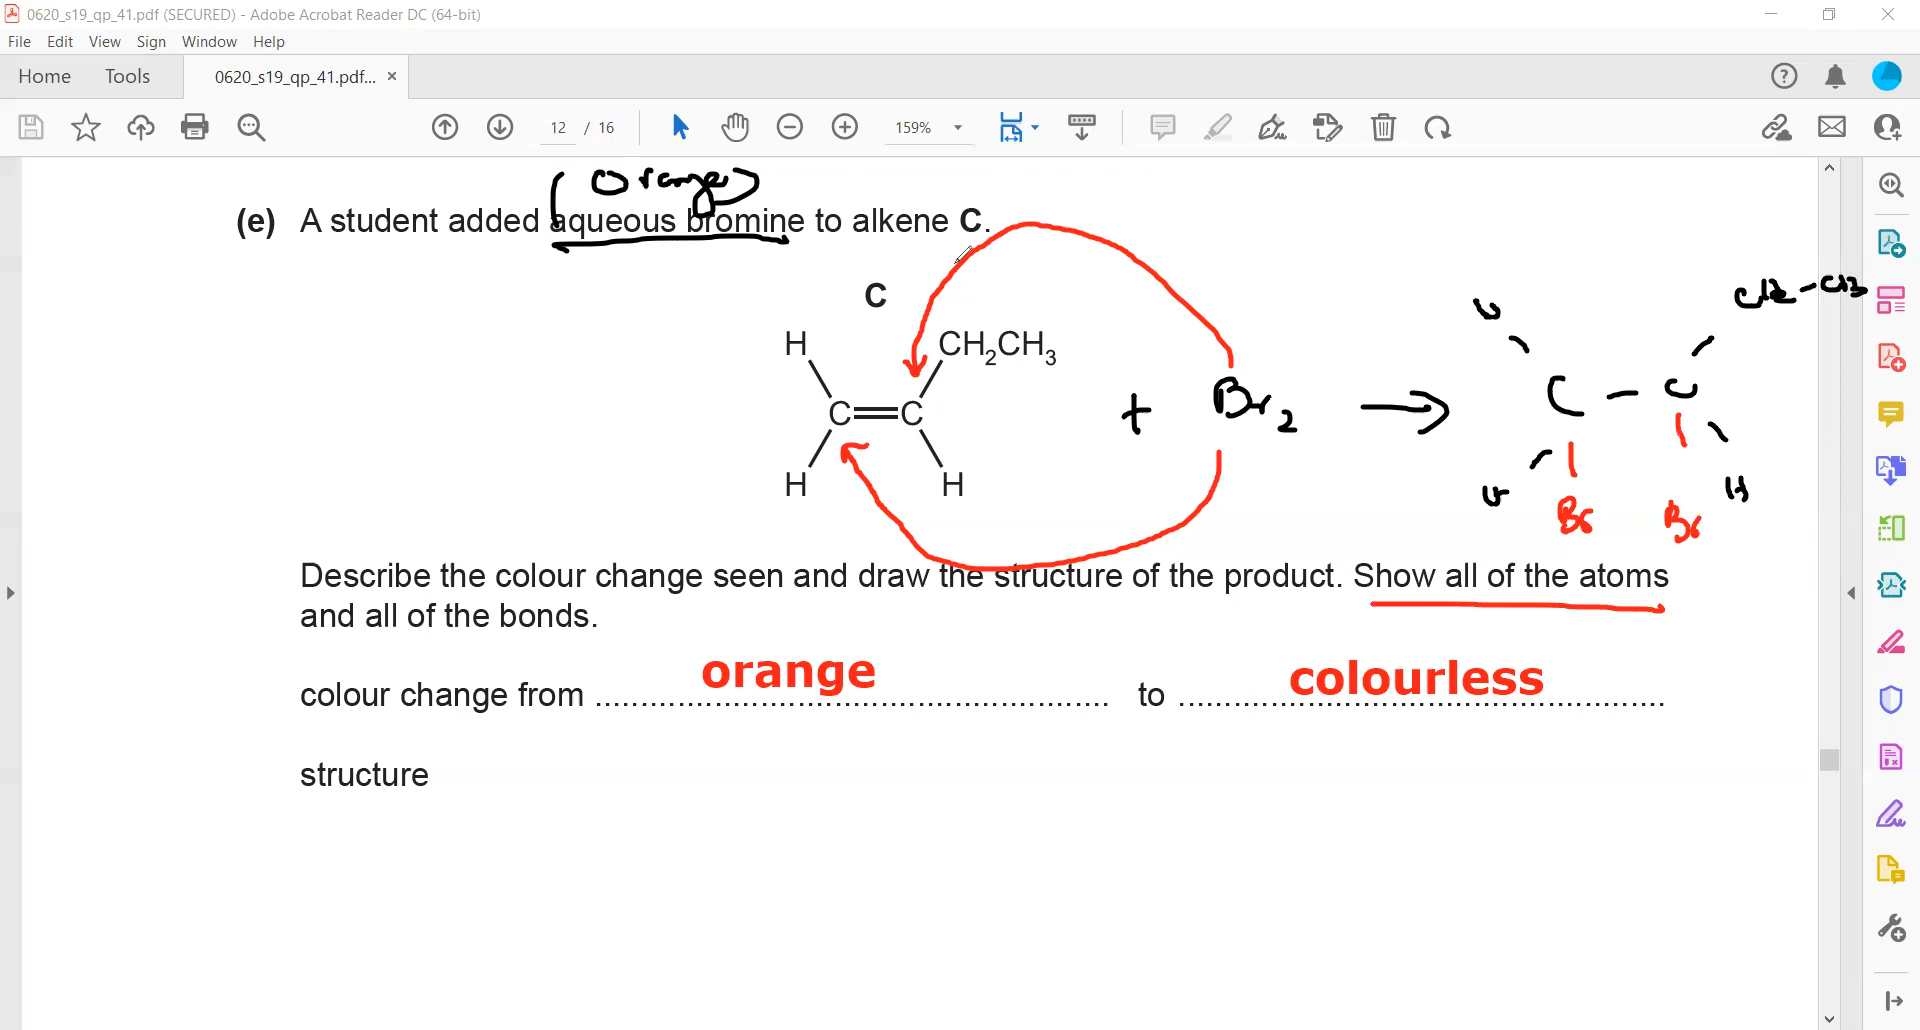 0620_s19_qp_41.pdf (SECURED) - Adobe Acrobat Reader DC (64-bit)
File Edit View Sign Window Help
Home Tools 0620_s19_qp_41.pdf... ×
12 / 16 159%
(Orange)
(e) A student added aqueous bromine to alkene C.
C
CH2-CH3
H CH2CH3
C=C + Br2 → C-C
H H H
Br Br
Describe the colour change seen and draw the structure of the product. Show all of the atoms
and all of the bonds.
orange colourless
colour change from ........................................................ to .....................................................
structure